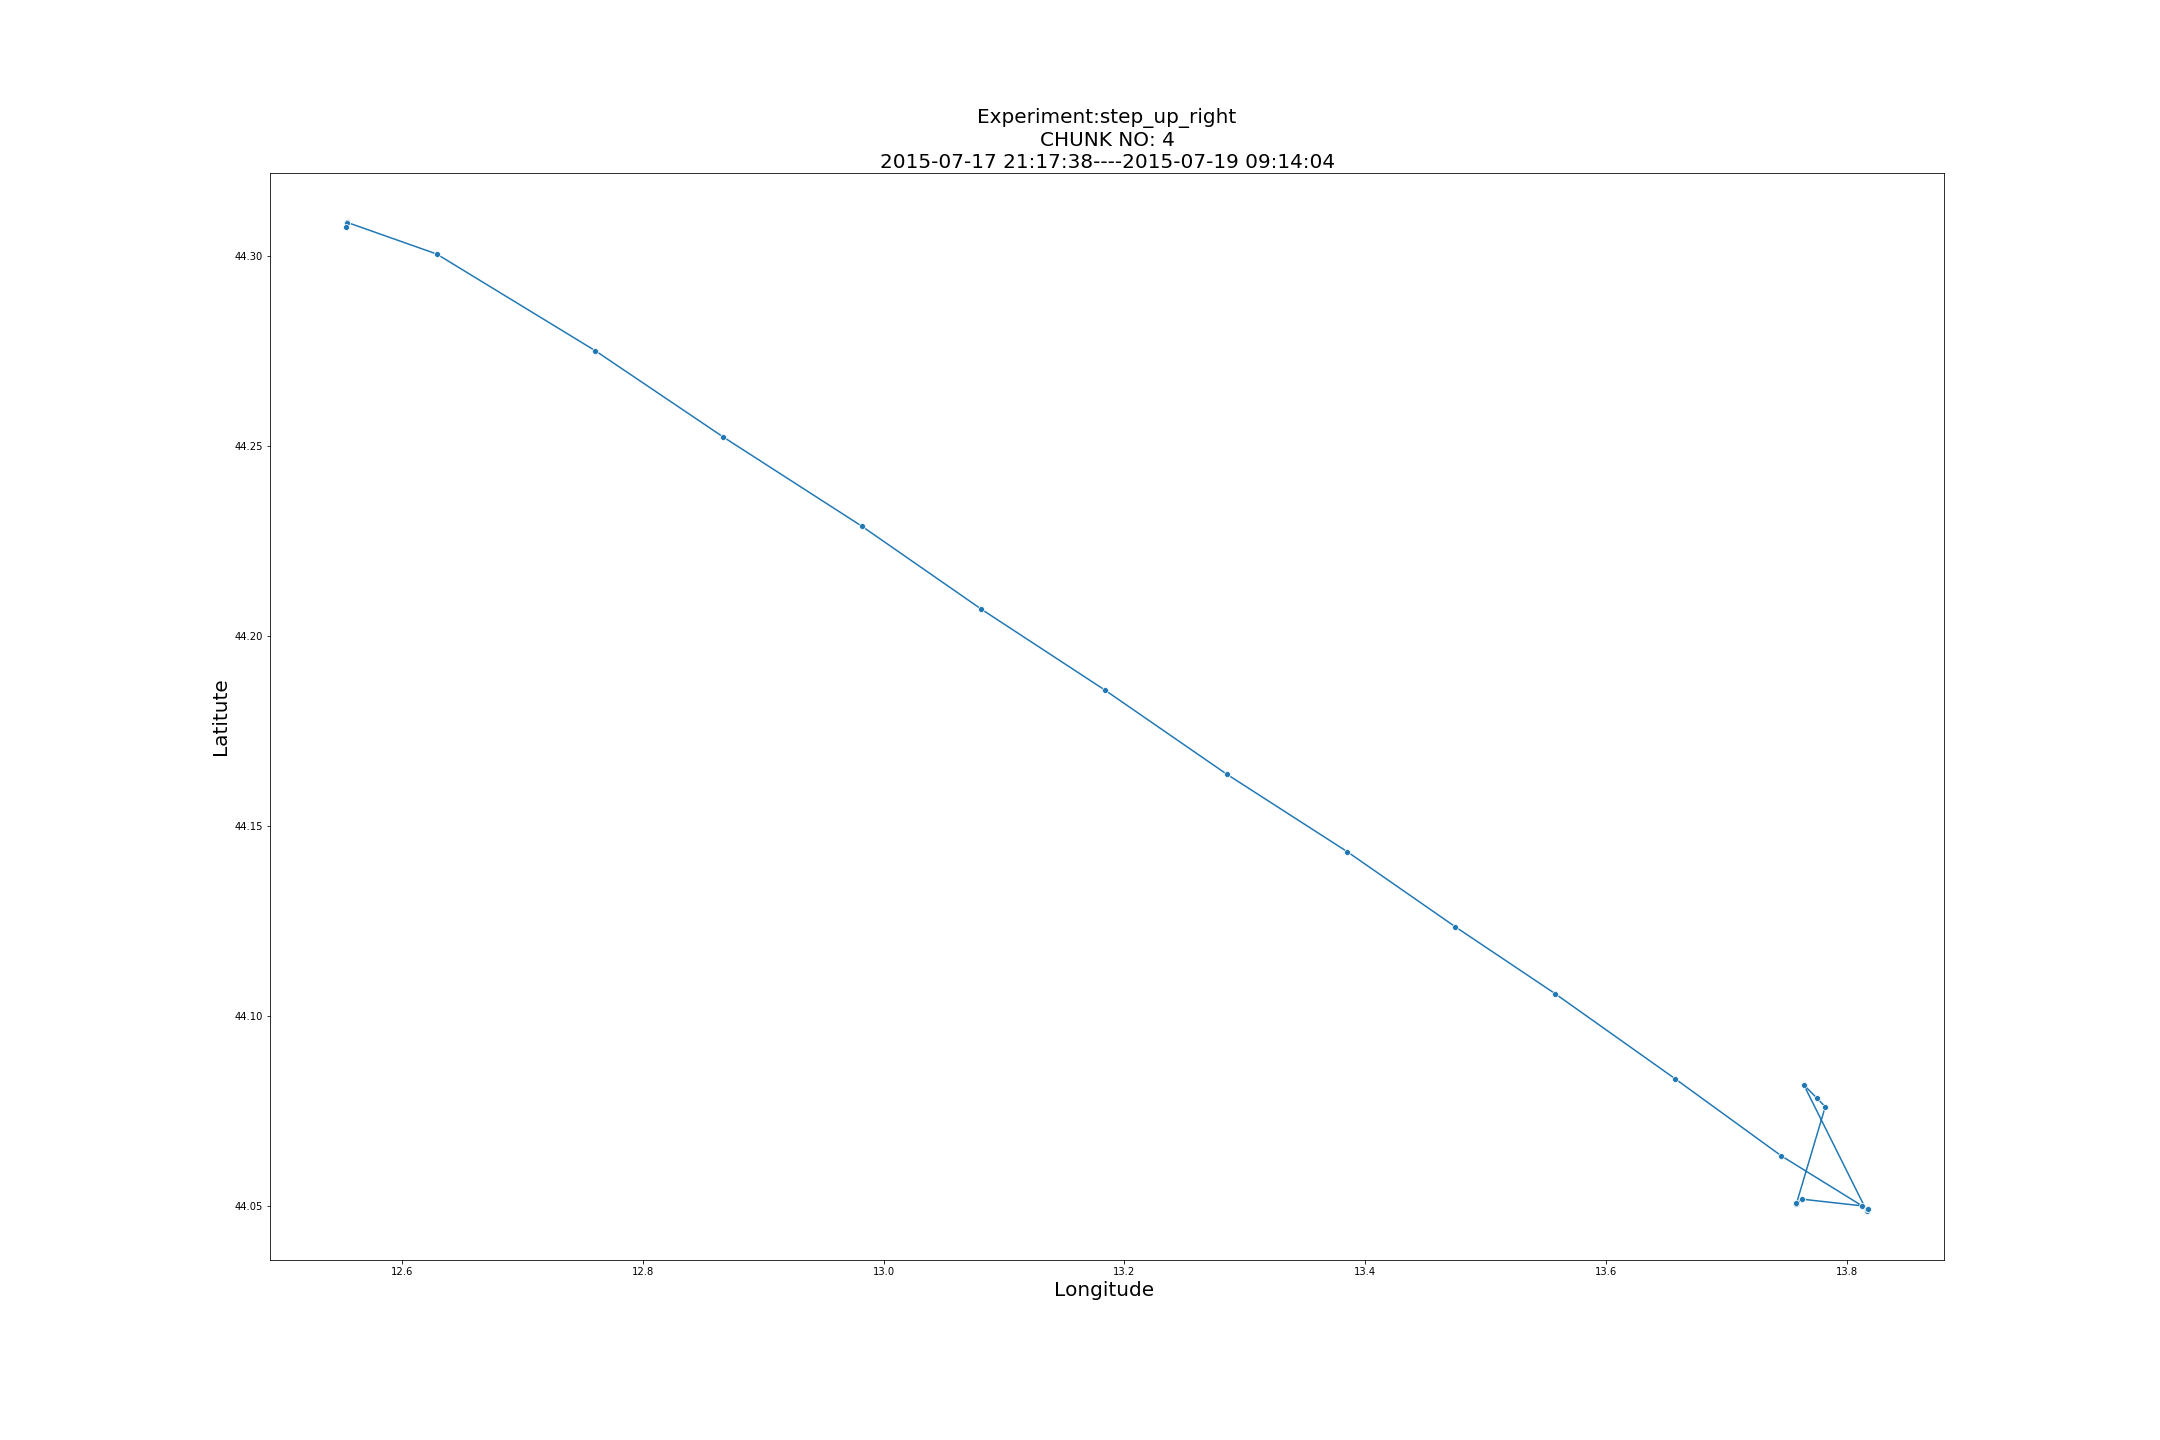 Experiment:step_up_right
CHUNK NO: 4
2015-07-17 21:17:38----2015-07-19 09:14:04
44.30
44.25
44.20
44.15
44.10
44.05
Latitute
12.6 12.8 13.0 13.2 13.4 13.6 13.8
Longitude